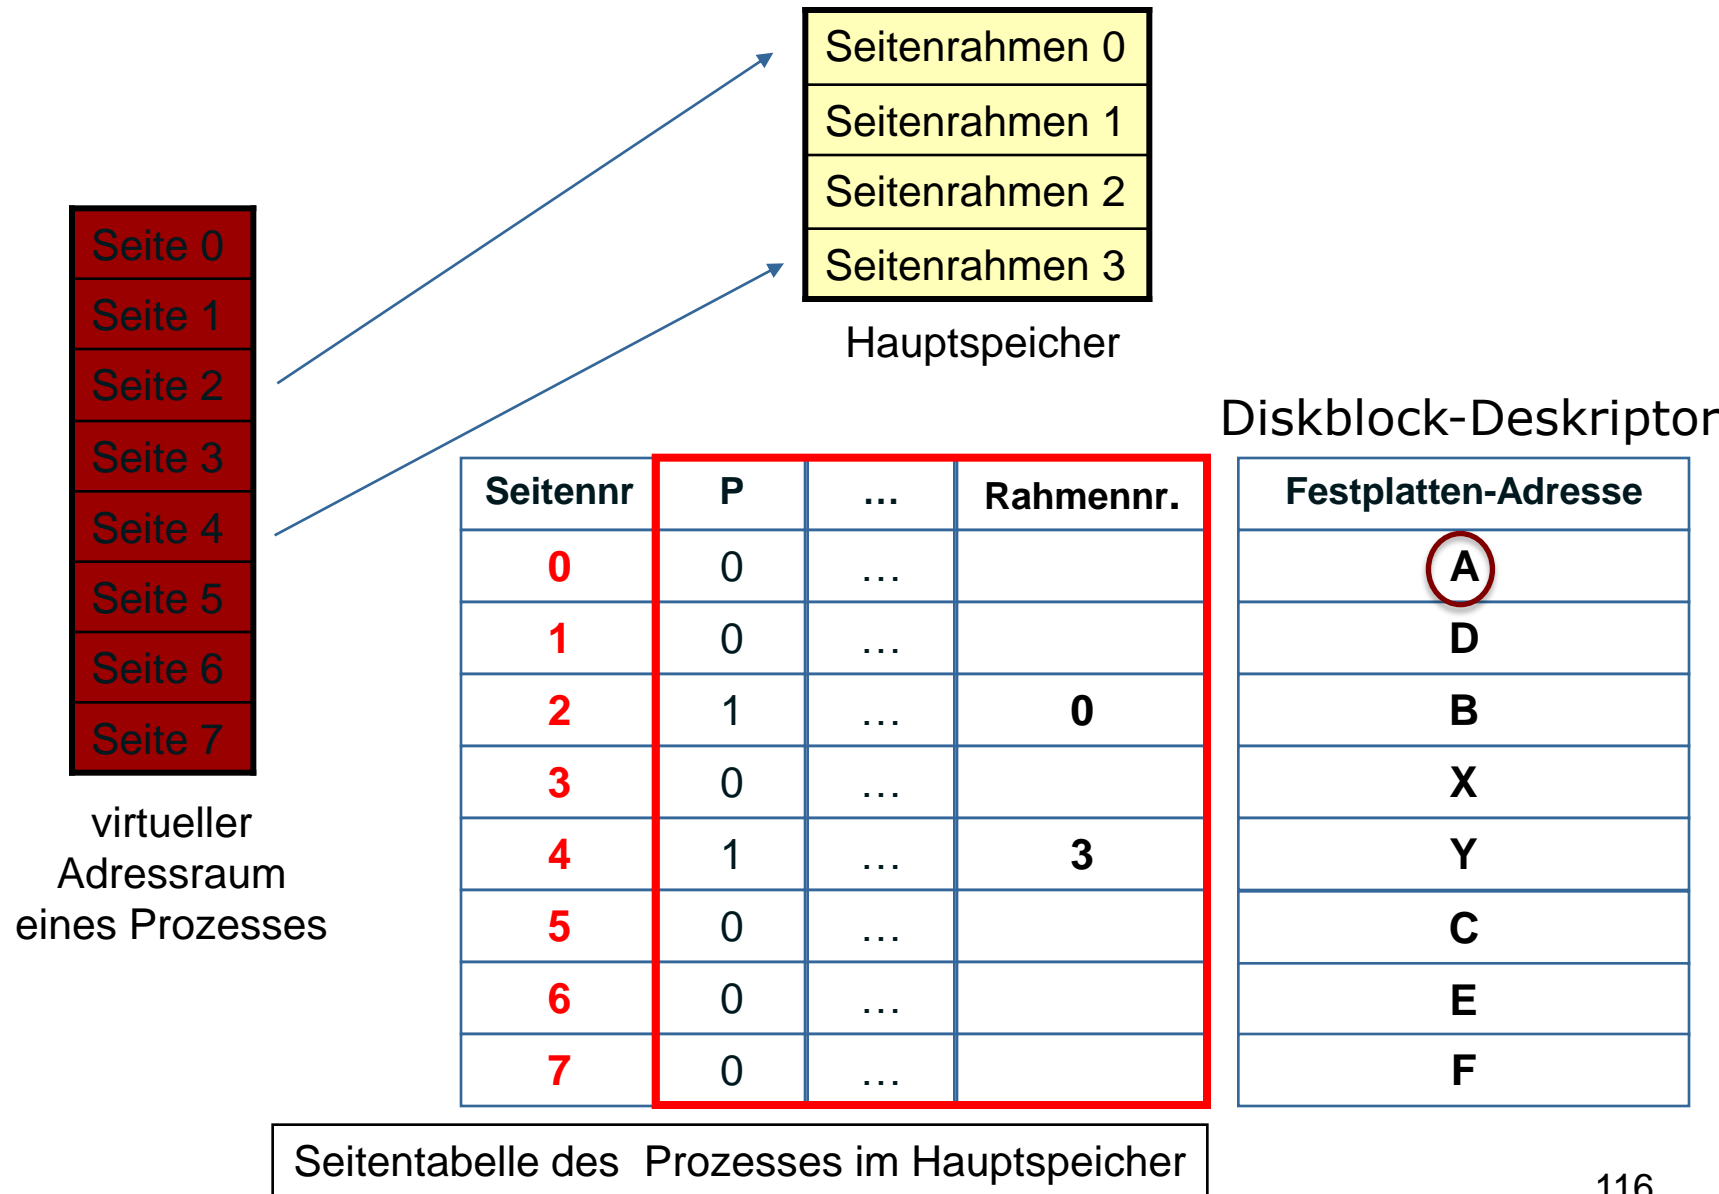 Seitenrahmen 0
Seitenrahmen 1
Seitenrahmen 2
Seitenrahmen 3
Hauptspeicher
Seite 0
Seite 1
Seite 2
Seite 3
Seite 4
Seite 5
Seite 6
Seite 7
virtueller
Adressraum
eines Prozesses
Diskblock-Deskriptor
Seitennr P … Rahmennr. Festplatten-Adresse
0 0 … A
1 0 … D
2 1 … 0 B
3 0 … X
4 1 … 3 Y
5 0 … C
6 0 … E
7 0 … F
Seitentabelle des Prozesses im Hauptspeicher
116